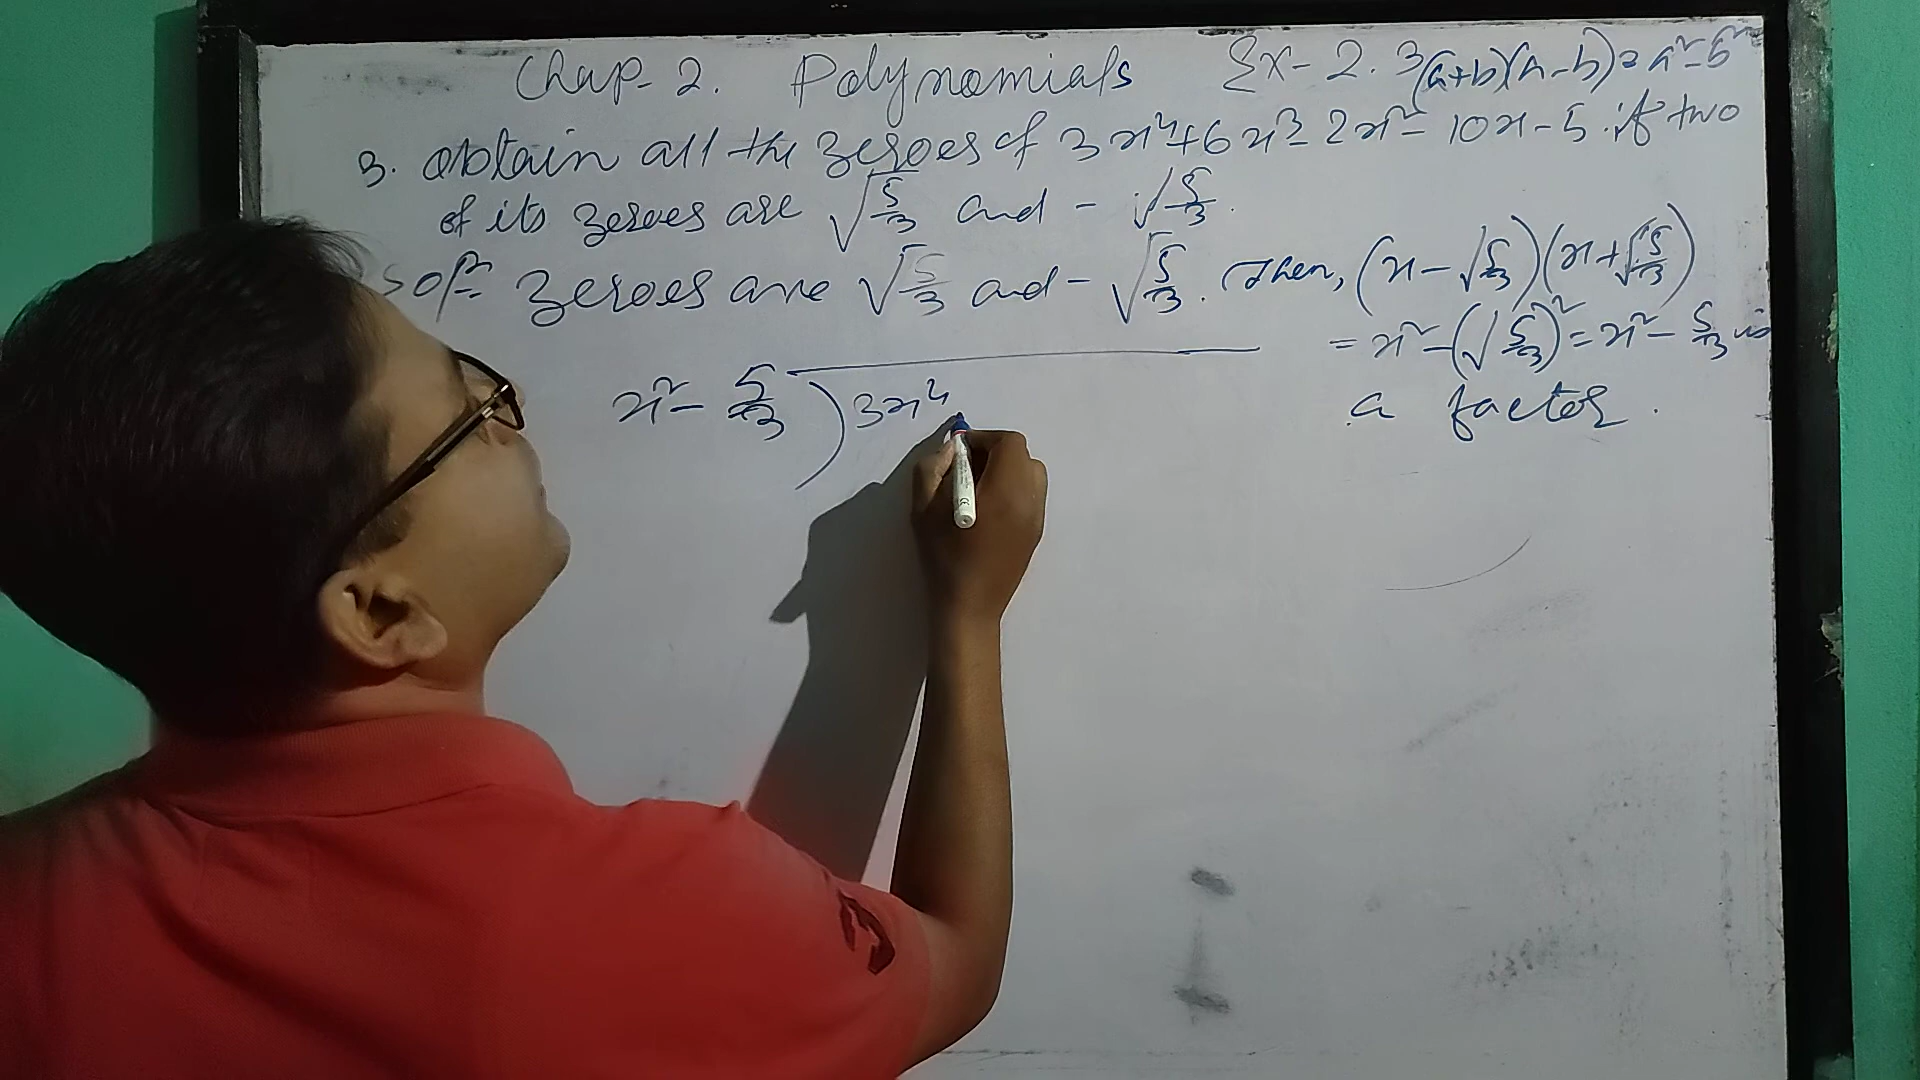 Chap-2. Polynomials Ex-2.3 (a+b)(a-b)=a²-b²
3. obtain all the zeroes of 3x⁴+6x³-2x²-10x-5. if two
of its zeroes are √5/3 and -√5/3.
Solⁿ= zeroes are √5/3 and -√5/3. Then, (x-√5/3)(x+√5/3)
= x²-(√5/3)² = x²-5/3 is
a factor.
x²-5/3 ) 3x⁴